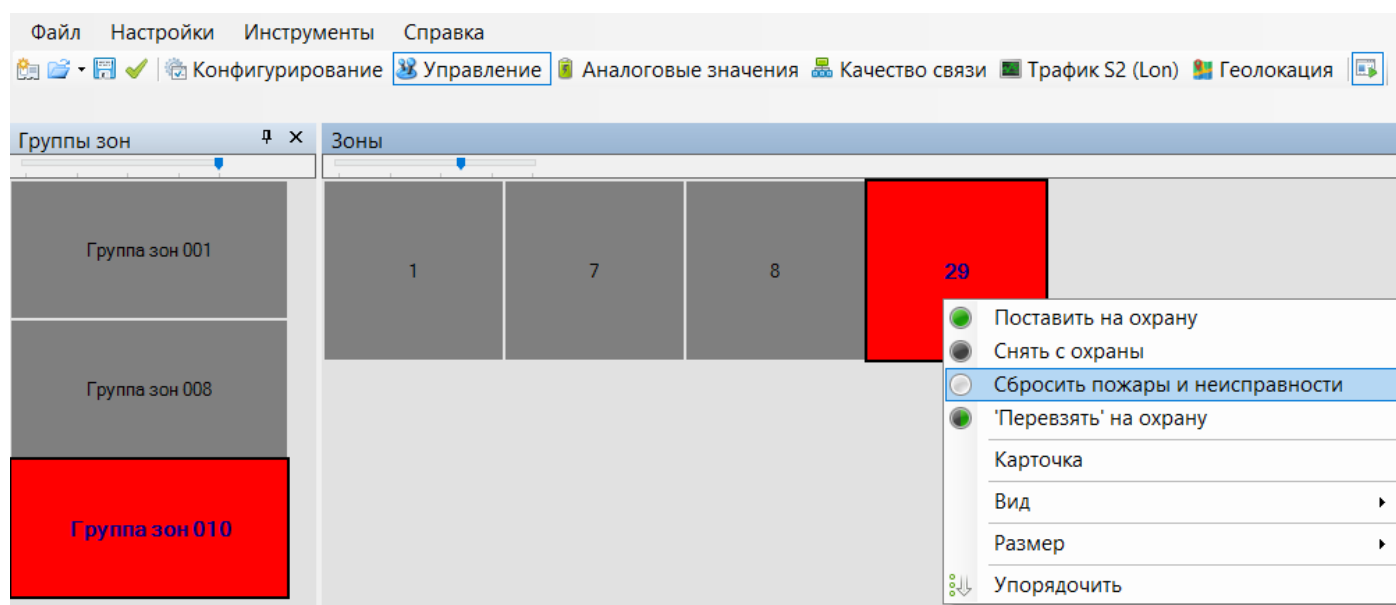 Файл Настройки Инструменты Справка
Конфигурирование Управление Аналоговые значения Качество связи Трафик S2 (Lon) Геолокация
Группы зон
Зоны
Группа зон 001
Группа зон 008
Группа зон 010
1 7 8 29
Поставить на охрану
Снять с охраны
Сбросить пожары и неисправности
'Перевзять' на охрану
Карточка
Вид
Размер
Упорядочить